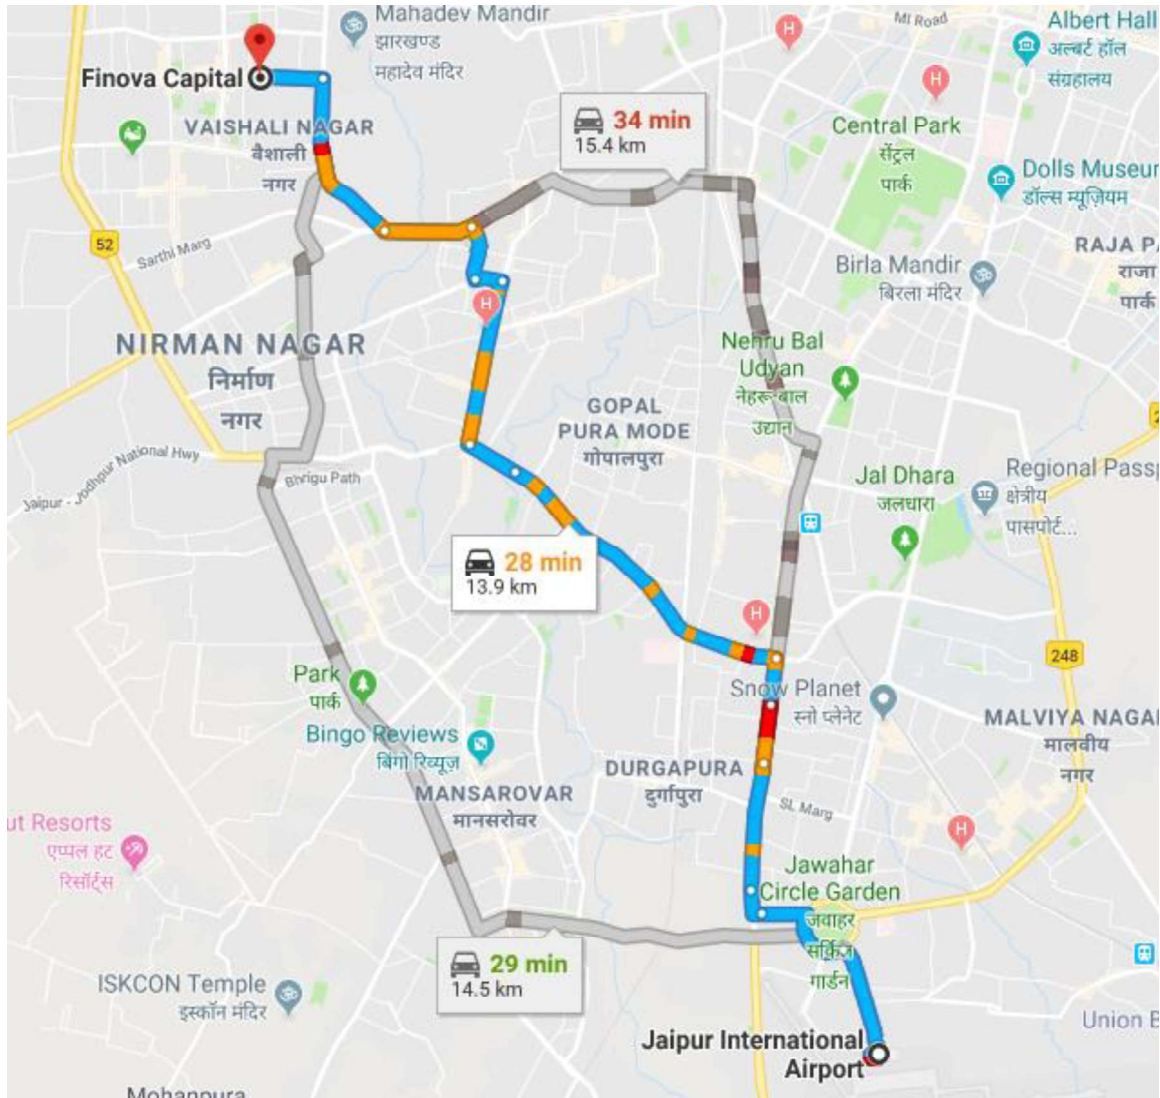 Mahadev Mandir
झारखण्ड
महादेव मंदिर
MI Road
Albert Hall
अल्बर्ट हॉल
संग्रहालय
H
H
Finova Capital
VAISHALI NAGAR
वैशाली
नगर
34 min
15.4 km
Central Park
सेंट्रल
पार्क
Dolls Museum
डॉल्स म्यूज़ियम
52
Sarthi Marg
RAJA PA
राजा
पार्क
Birla Mandir
बिरला मंदिर
H
NIRMAN NAGAR
निर्माण
नगर
Nehru Bal
Udyan
नेहरू बाल
उद्यान
GOPAL
PURA MODE
गोपालपुरा
2
Jaipur - Jodhpur National Hwy
Bhrigu Path
Jal Dhara
जलधारा
Regional Passp
क्षेत्रीय
पासपोर्ट...
28 min
13.9 km
H
248
Park
पार्क
Snow Planet
स्नो प्लेनेट
Bingo Reviews
बिंगो रिव्यूज़
MALVIYA NAGA
मालवीय
नगर
DURGAPURA
दुर्गापुरा
MANSAROVAR
मानसरोवर
SL Marg
H
ut Resorts
एप्पल हट
रिसॉर्ट्स
Jawahar
Circle Garden
जवाहर
सर्किल
गार्डन
29 min
14.5 km
ISKCON Temple
इस्कॉन मंदिर
Union B
Jaipur International
Airport
Mohanpura